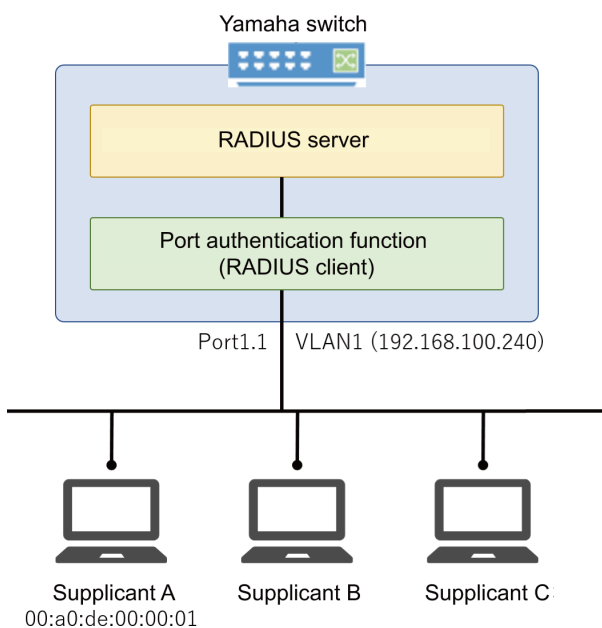 Yamaha switch
RADIUS server
Port authentication function
(RADIUS client)
Port1.1
VLAN1 (192.168.100.240)
Supplicant A
Supplicant B
Supplicant C
00:a0:de:00:00:01